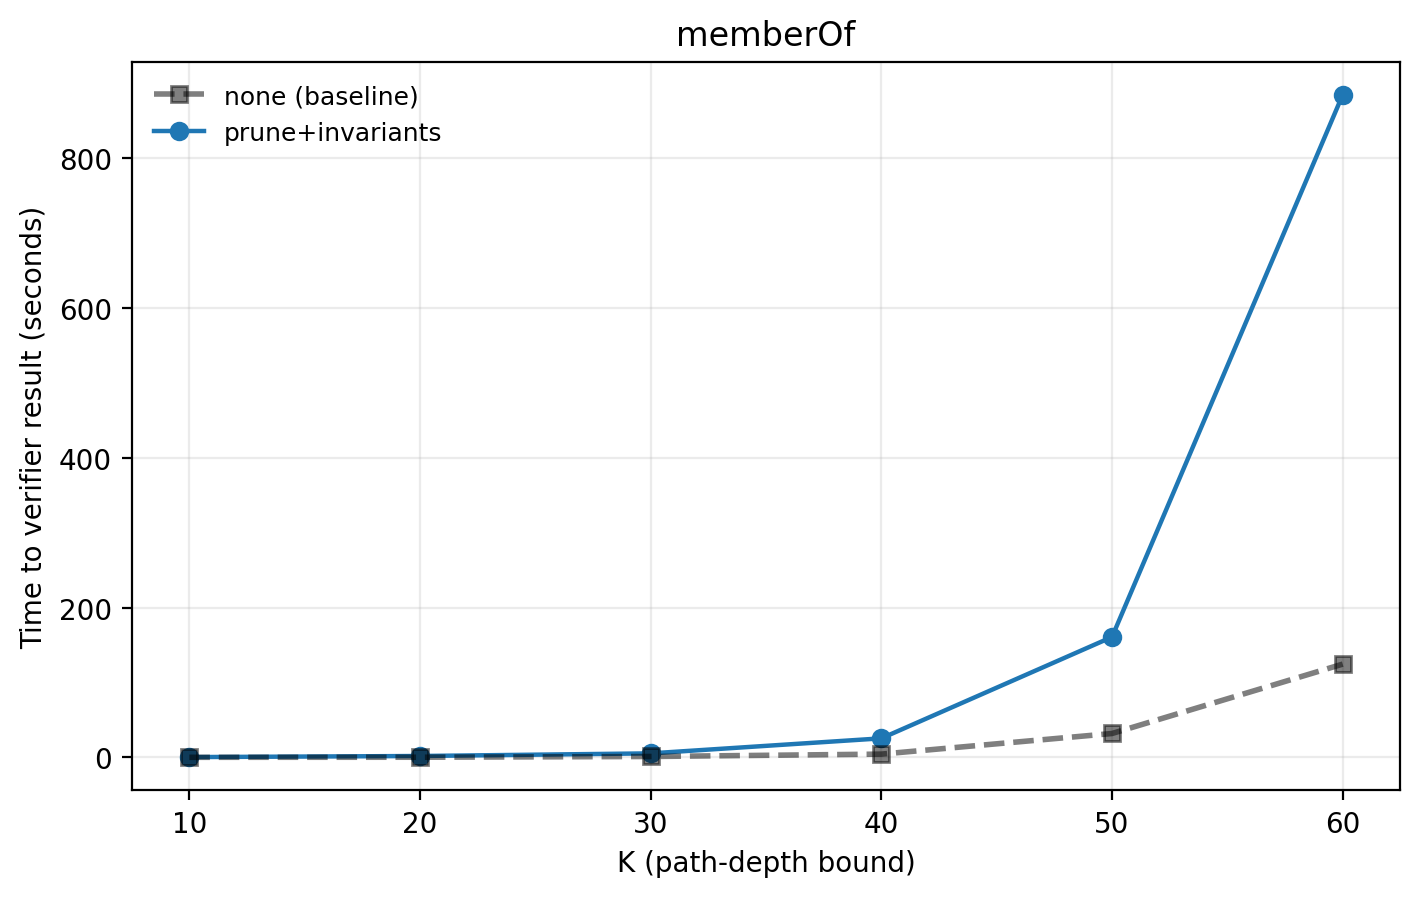 memberOf
none (baseline)
prune+invariants
Time to verifier result (seconds)
800
600
400
200
0
10 20 30 40 50 60
K (path-depth bound)